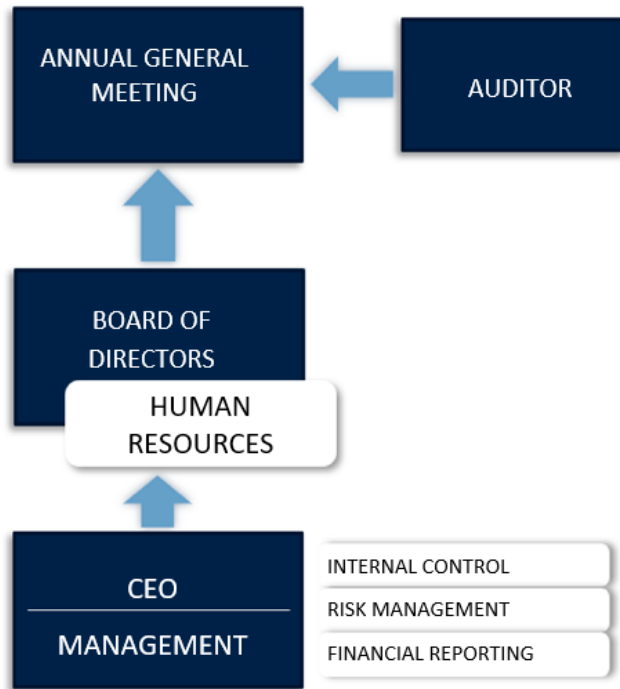 ANNUAL GENERAL
MEETING
AUDITOR
BOARD OF
DIRECTORS
HUMAN
RESOURCES
CEO
MANAGEMENT
INTERNAL CONTROL
RISK MANAGEMENT
FINANCIAL REPORTING